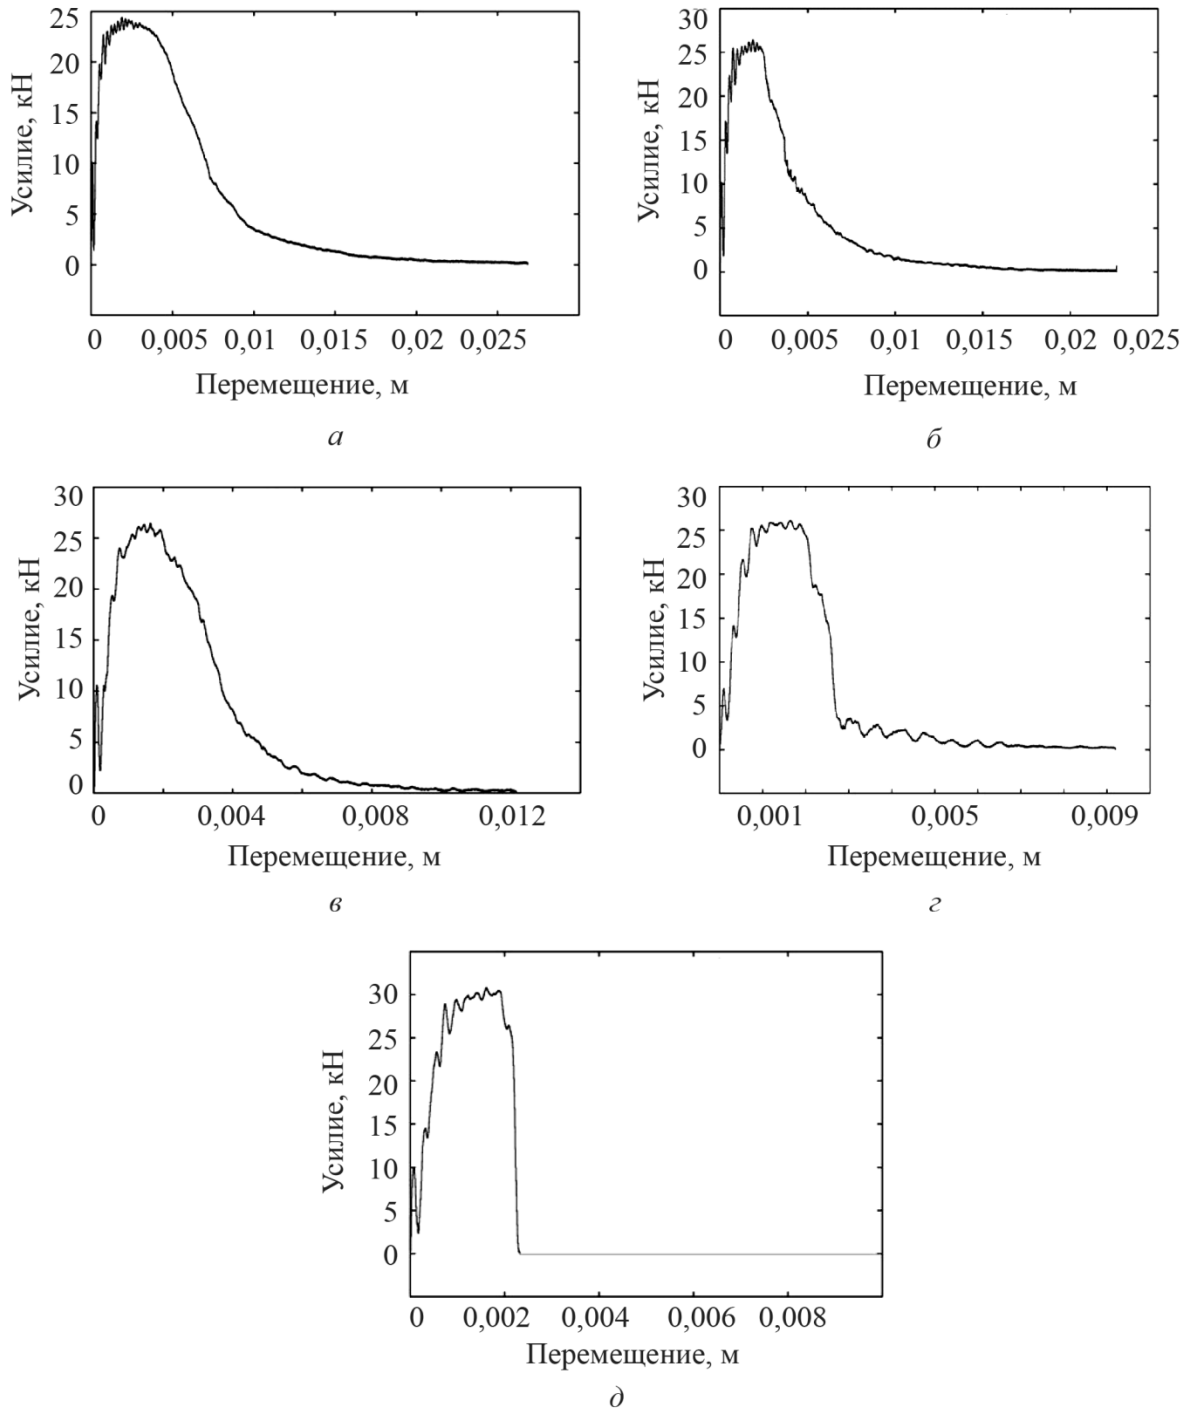 Усилие, кН
25
20
15
10
5
0
0 0,005 0,01 0,015 0,02 0,025
Перемещение, м
а
Усилие, кН
30
25
20
15
10
5
0
0 0,005 0,01 0,015 0,02 0,025
Перемещение, м
б
Усилие, кН
30
25
20
15
10
5
0
0 0,004 0,008 0,012
Перемещение, м
в
Усилие, кН
30
25
20
15
10
5
0
0,001 0,005 0,009
Перемещение, м
г
Усилие, кН
30
25
20
15
10
5
0
0 0,002 0,004 0,006 0,008
Перемещение, м
д